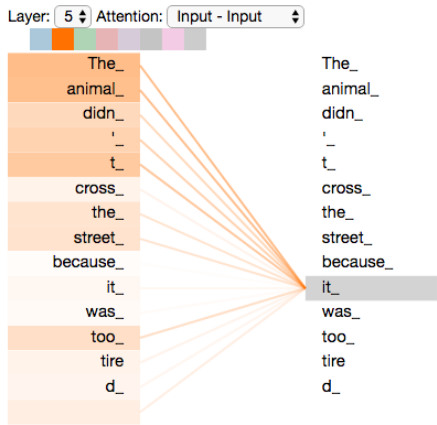 Layer: 5 Attention: Input - Input
The_ The_
animal_ animal_
didn_ didn_
'_ '_
t_ t_
cross_ cross_
the_ the_
street_ street_
because_ because_
it_ it_
was_ was_
too_ too_
tire tire
d_ d_